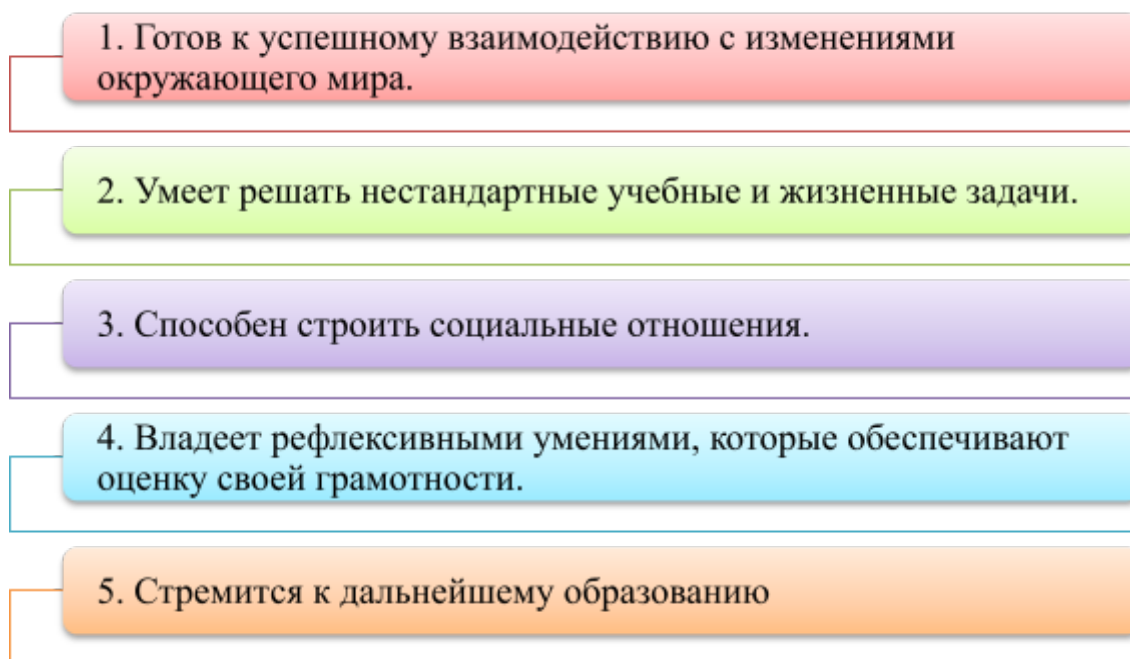 1. Готов к успешному взаимодействию с изменениями
окружающего мира.
2. Умеет решать нестандартные учебные и жизненные задачи.
3. Способен строить социальные отношения.
4. Владеет рефлексивными умениями, которые обеспечивают
оценку своей грамотности.
5. Стремится к дальнейшему образованию